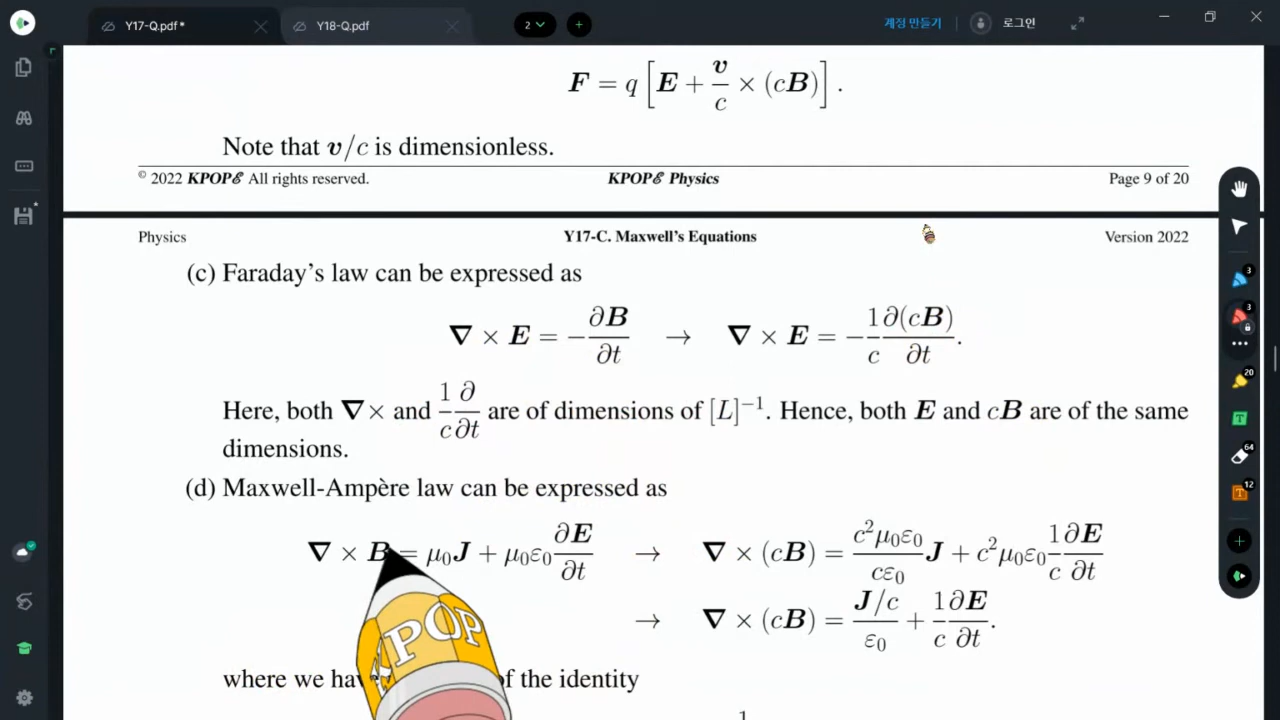 Y17-Q.pdf*
Y18-Q.pdf
2
계정 만들기
로그인
F = q [E + v/c × (cB)].
Note that v/c is dimensionless.
© 2022 KPOPE All rights reserved.
KPOPE Physics
Page 9 of 20
Physics
Y17-C. Maxwell's Equations
Version 2022
(c) Faraday's law can be expressed as
∇ × E = −∂B/∂t → ∇ × E = −1/c ∂(cB)/∂t.
Here, both ∇× and 1/c ∂/∂t are of dimensions of [L]⁻¹. Hence, both E and cB are of the same
dimensions.
(d) Maxwell-Ampère law can be expressed as
∇ × B = μ₀J + μ₀ε₀ ∂E/∂t → ∇ × (cB) = c²μ₀ε₀/cε₀ J + c²μ₀ε₀ 1/c ∂E/∂t
→ ∇ × (cB) = J/c/ε₀ + 1/c ∂E/∂t.
where we ha of the identity
1
KPOP
3
3
20
T
64
T 12